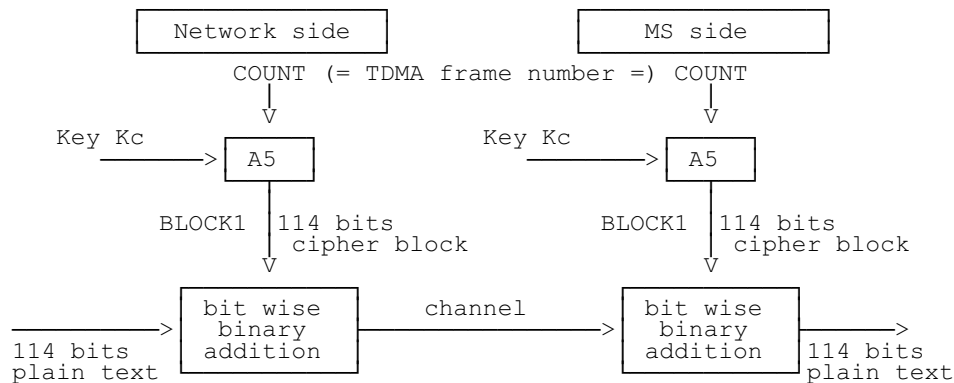 Network side MS side
COUNT (= TDMA frame number =) COUNT
Key Kc Key Kc
A5 A5
BLOCK1 114 bits BLOCK1 114 bits
cipher block cipher block
bit wise channel bit wise
binary binary
addition addition
114 bits 114 bits
plain text plain text